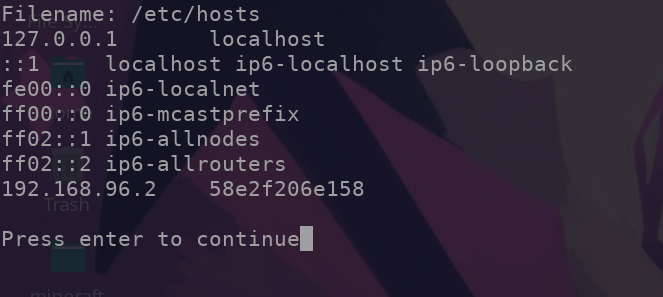 Filename: /etc/hosts
127.0.0.1 localhost
::1 localhost ip6-localhost ip6-loopback
fe00::0 ip6-localnet
ff00::0 ip6-mcastprefix
ff02::1 ip6-allnodes
ff02::2 ip6-allrouters
192.168.96.2 58e2f206e158
Trash
Press enter to continue